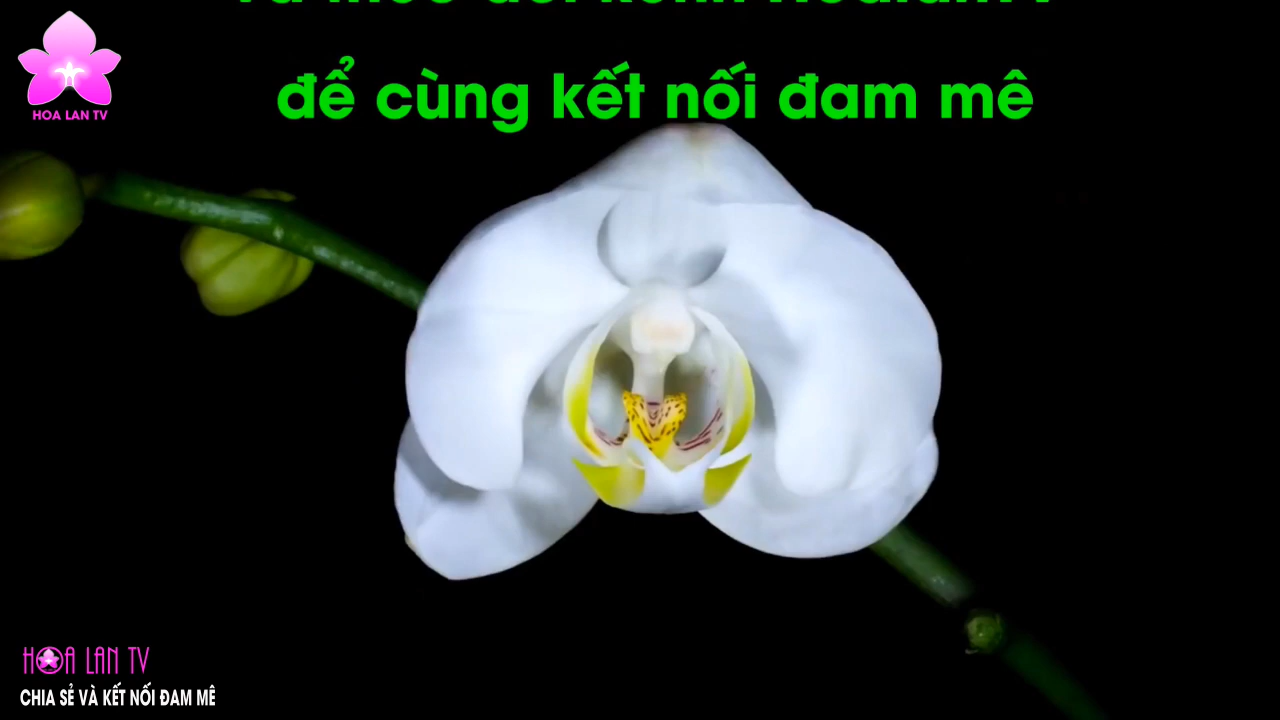 để cùng kết nối đam mê
HOA LAN TV
HOA LAN TV
CHIA SẺ VÀ KẾT NỐI ĐAM MÊ